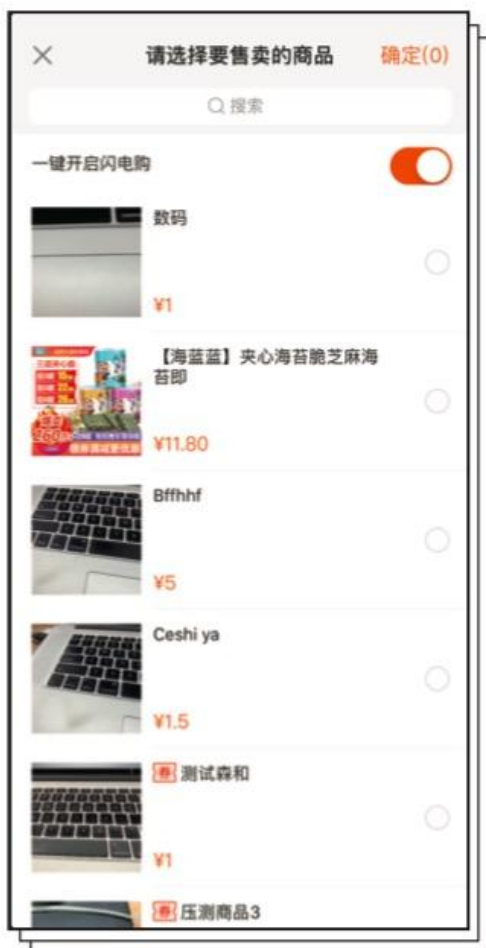 请选择要售卖的商品
确定(0)
搜索
一键开启闪电购
数码
¥1
【海蓝蓝】夹心海苔脆芝麻海
苔即
¥11.80
Bffhhf
¥5
Ceshi ya
¥1.5
券 测试森和
¥1
券 压测商品3